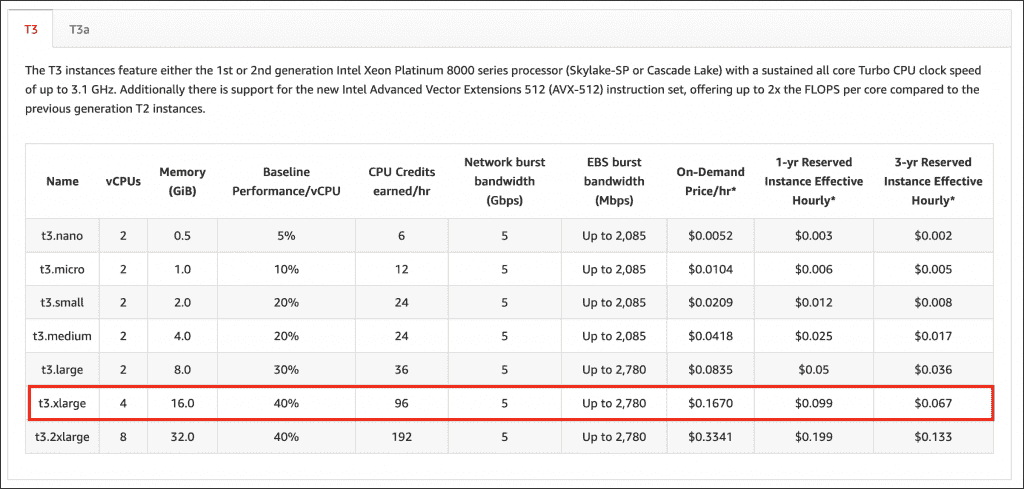 T3 T3a
The T3 instances feature either the 1st or 2nd generation Intel Xeon Platinum 8000 series processor (Skylake-SP or Cascade Lake) with a sustained all core Turbo CPU clock speed
of up to 3.1 GHz. Additionally there is support for the new Intel Advanced Vector Extensions 512 (AVX-512) instruction set, offering up to 2x the FLOPS per core compared to the
previous generation T2 instances.
Name vCPUs Memory (GiB) Baseline Performance/vCPU CPU Credits earned/hr Network burst bandwidth (Gbps) EBS burst bandwidth (Mbps) On-Demand Price/hr* 1-yr Reserved Instance Effective Hourly* 3-yr Reserved Instance Effective Hourly*
t3.nano 2 0.5 5% 6 5 Up to 2,085 $0.0052 $0.003 $0.002
t3.micro 2 1.0 10% 12 5 Up to 2,085 $0.0104 $0.006 $0.005
t3.small 2 2.0 20% 24 5 Up to 2,085 $0.0209 $0.012 $0.008
t3.medium 2 4.0 20% 24 5 Up to 2,085 $0.0418 $0.025 $0.017
t3.large 2 8.0 30% 36 5 Up to 2,780 $0.0835 $0.05 $0.036
t3.xlarge 4 16.0 40% 96 5 Up to 2,780 $0.1670 $0.099 $0.067
t3.2xlarge 8 32.0 40% 192 5 Up to 2,780 $0.3341 $0.199 $0.133